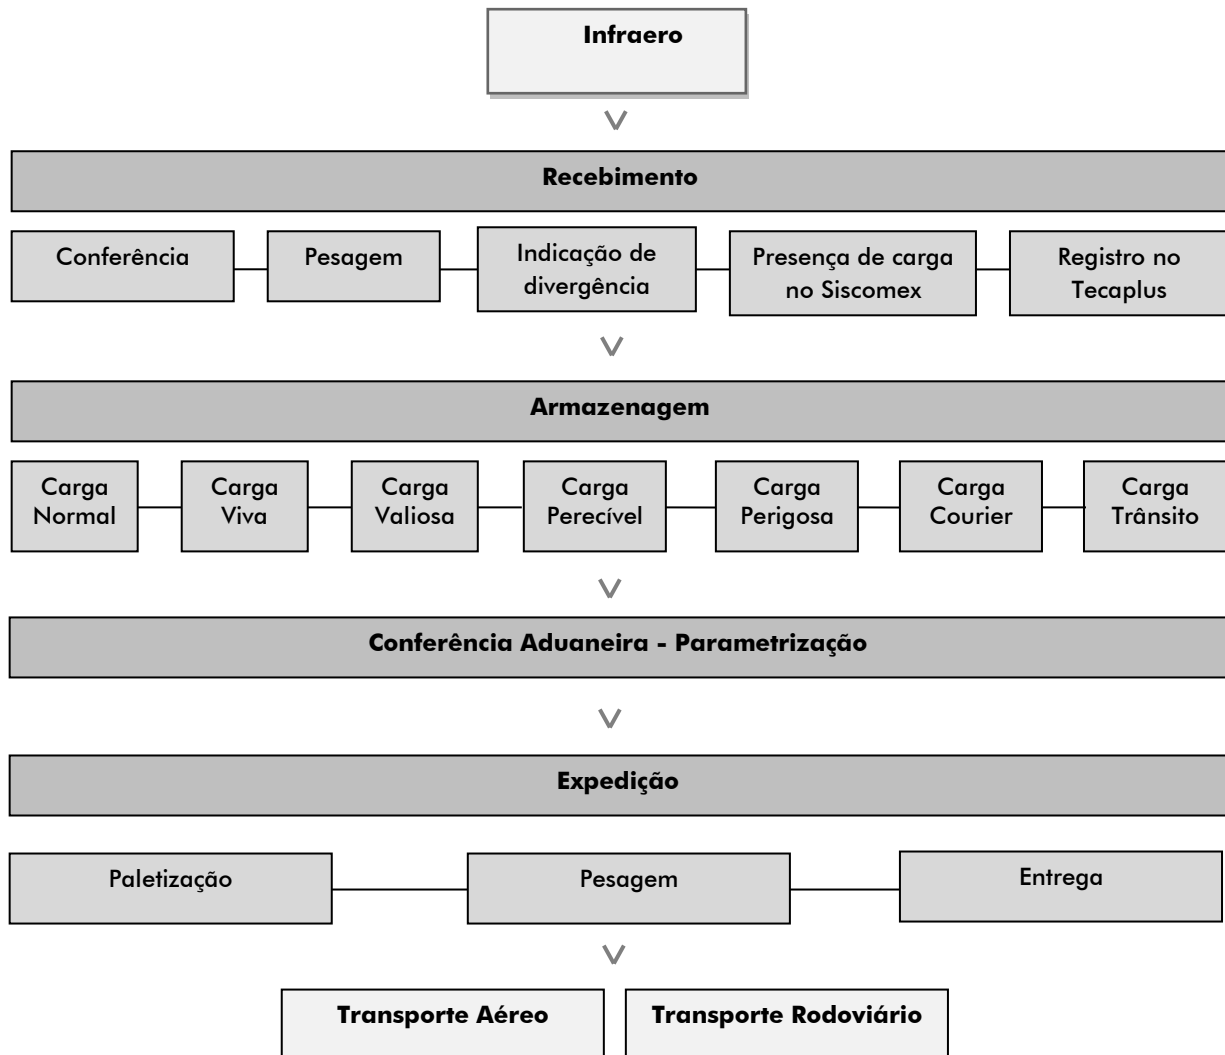 Infraero
Recebimento
Conferência
Pesagem
Indicação de
divergência
Presença de carga
no Siscomex
Registro no
Tecaplus
Armazenagem
Carga
Normal
Carga
Viva
Carga
Valiosa
Carga
Perecível
Carga
Perigosa
Carga
Courier
Carga
Trânsito
Conferência Aduaneira - Parametrização
Expedição
Paletização
Pesagem
Entrega
Transporte Aéreo
Transporte Rodoviário